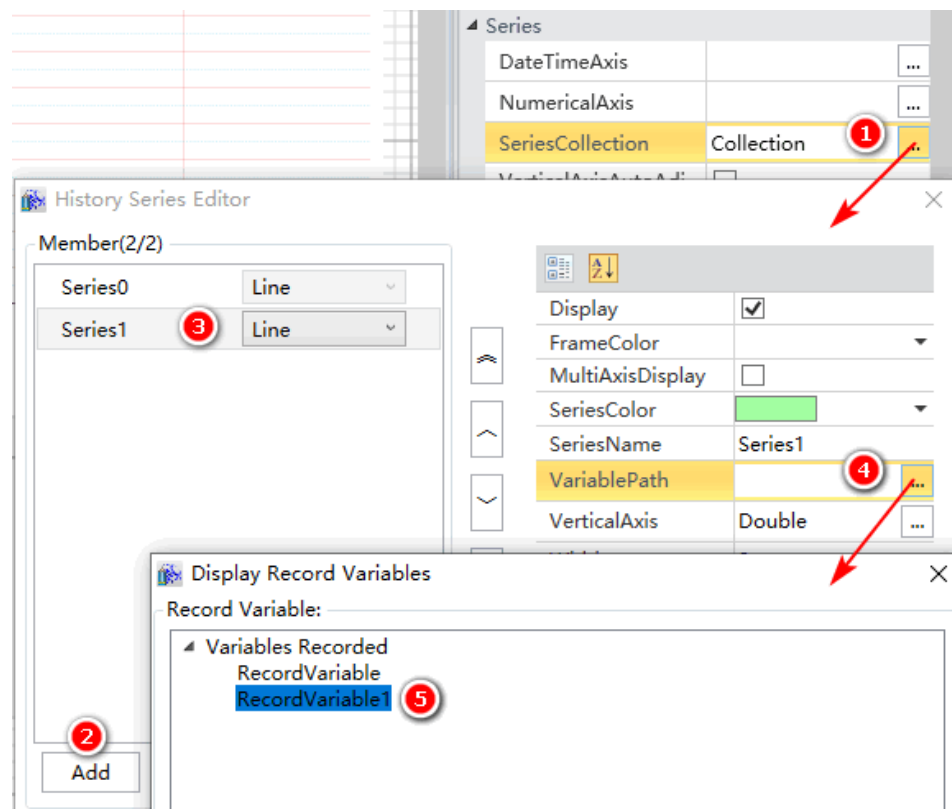 Series
DateTimeAxis ...
NumericalAxis ...
SeriesCollection Collection 1 ...
History Series Editor
Member(2/2)
Series0 Line
Series1 3 Line
Display
FrameColor
MultiAxisDisplay
SeriesColor
SeriesName Series1
VariablePath 4 ...
VerticalAxis Double ...
Display Record Variables
Record Variable:
Variables Recorded
RecordVariable
RecordVariable1 5
2
Add